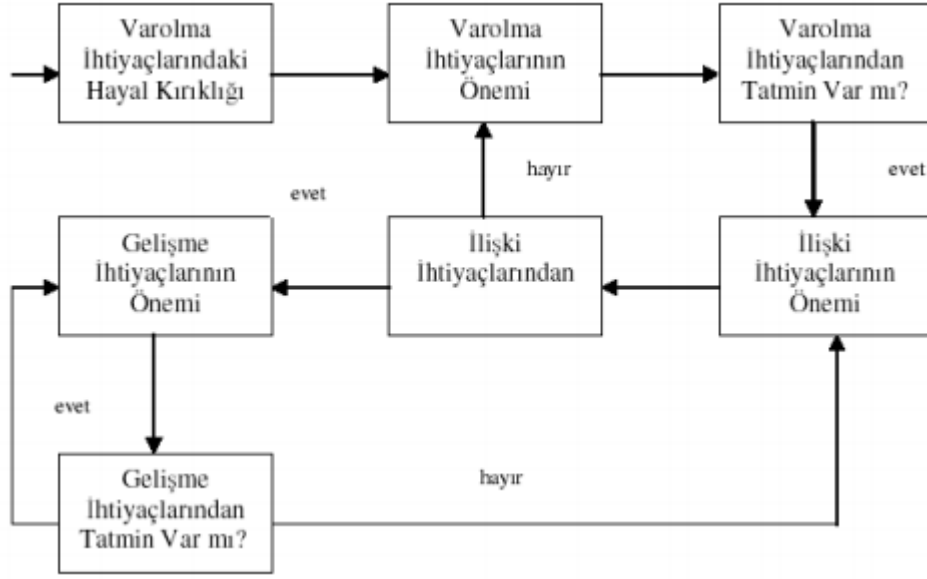 Varolma
İhtiyaçlarındaki
Hayal Kırıklığı
Varolma
İhtiyaçlarının
Önemi
Varolma
İhtiyaçlarından
Tatmin Var mı?
hayır
evet
evet
Gelişme
İhtiyaçlarının
Önemi
İlişki
İhtiyaçlarından
İlişki
İhtiyaçlarının
Önemi
evet
Gelişme
İhtiyaçlarından
Tatmin Var mı?
hayır